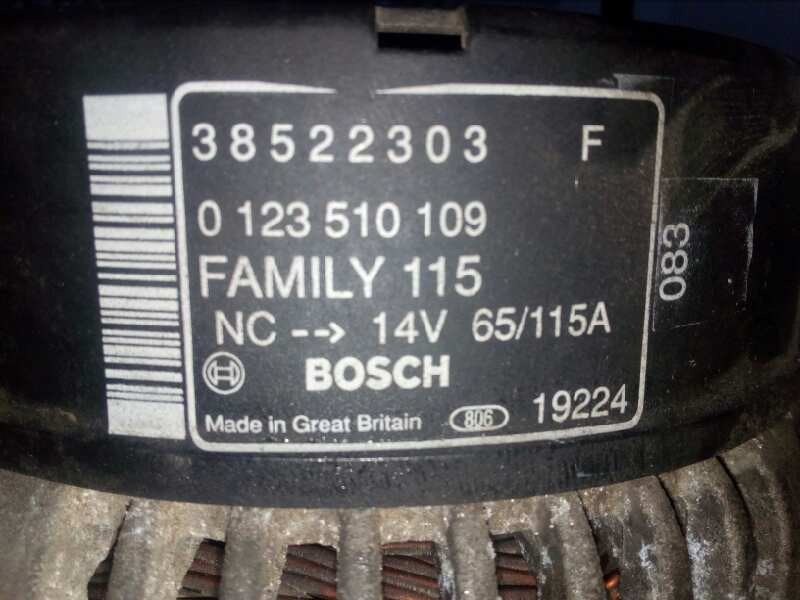 38522303 F
0 123 510 109
FAMILY 115
NC --> 14V 65/115A
BOSCH
Made in Great Britain 806 19224
083